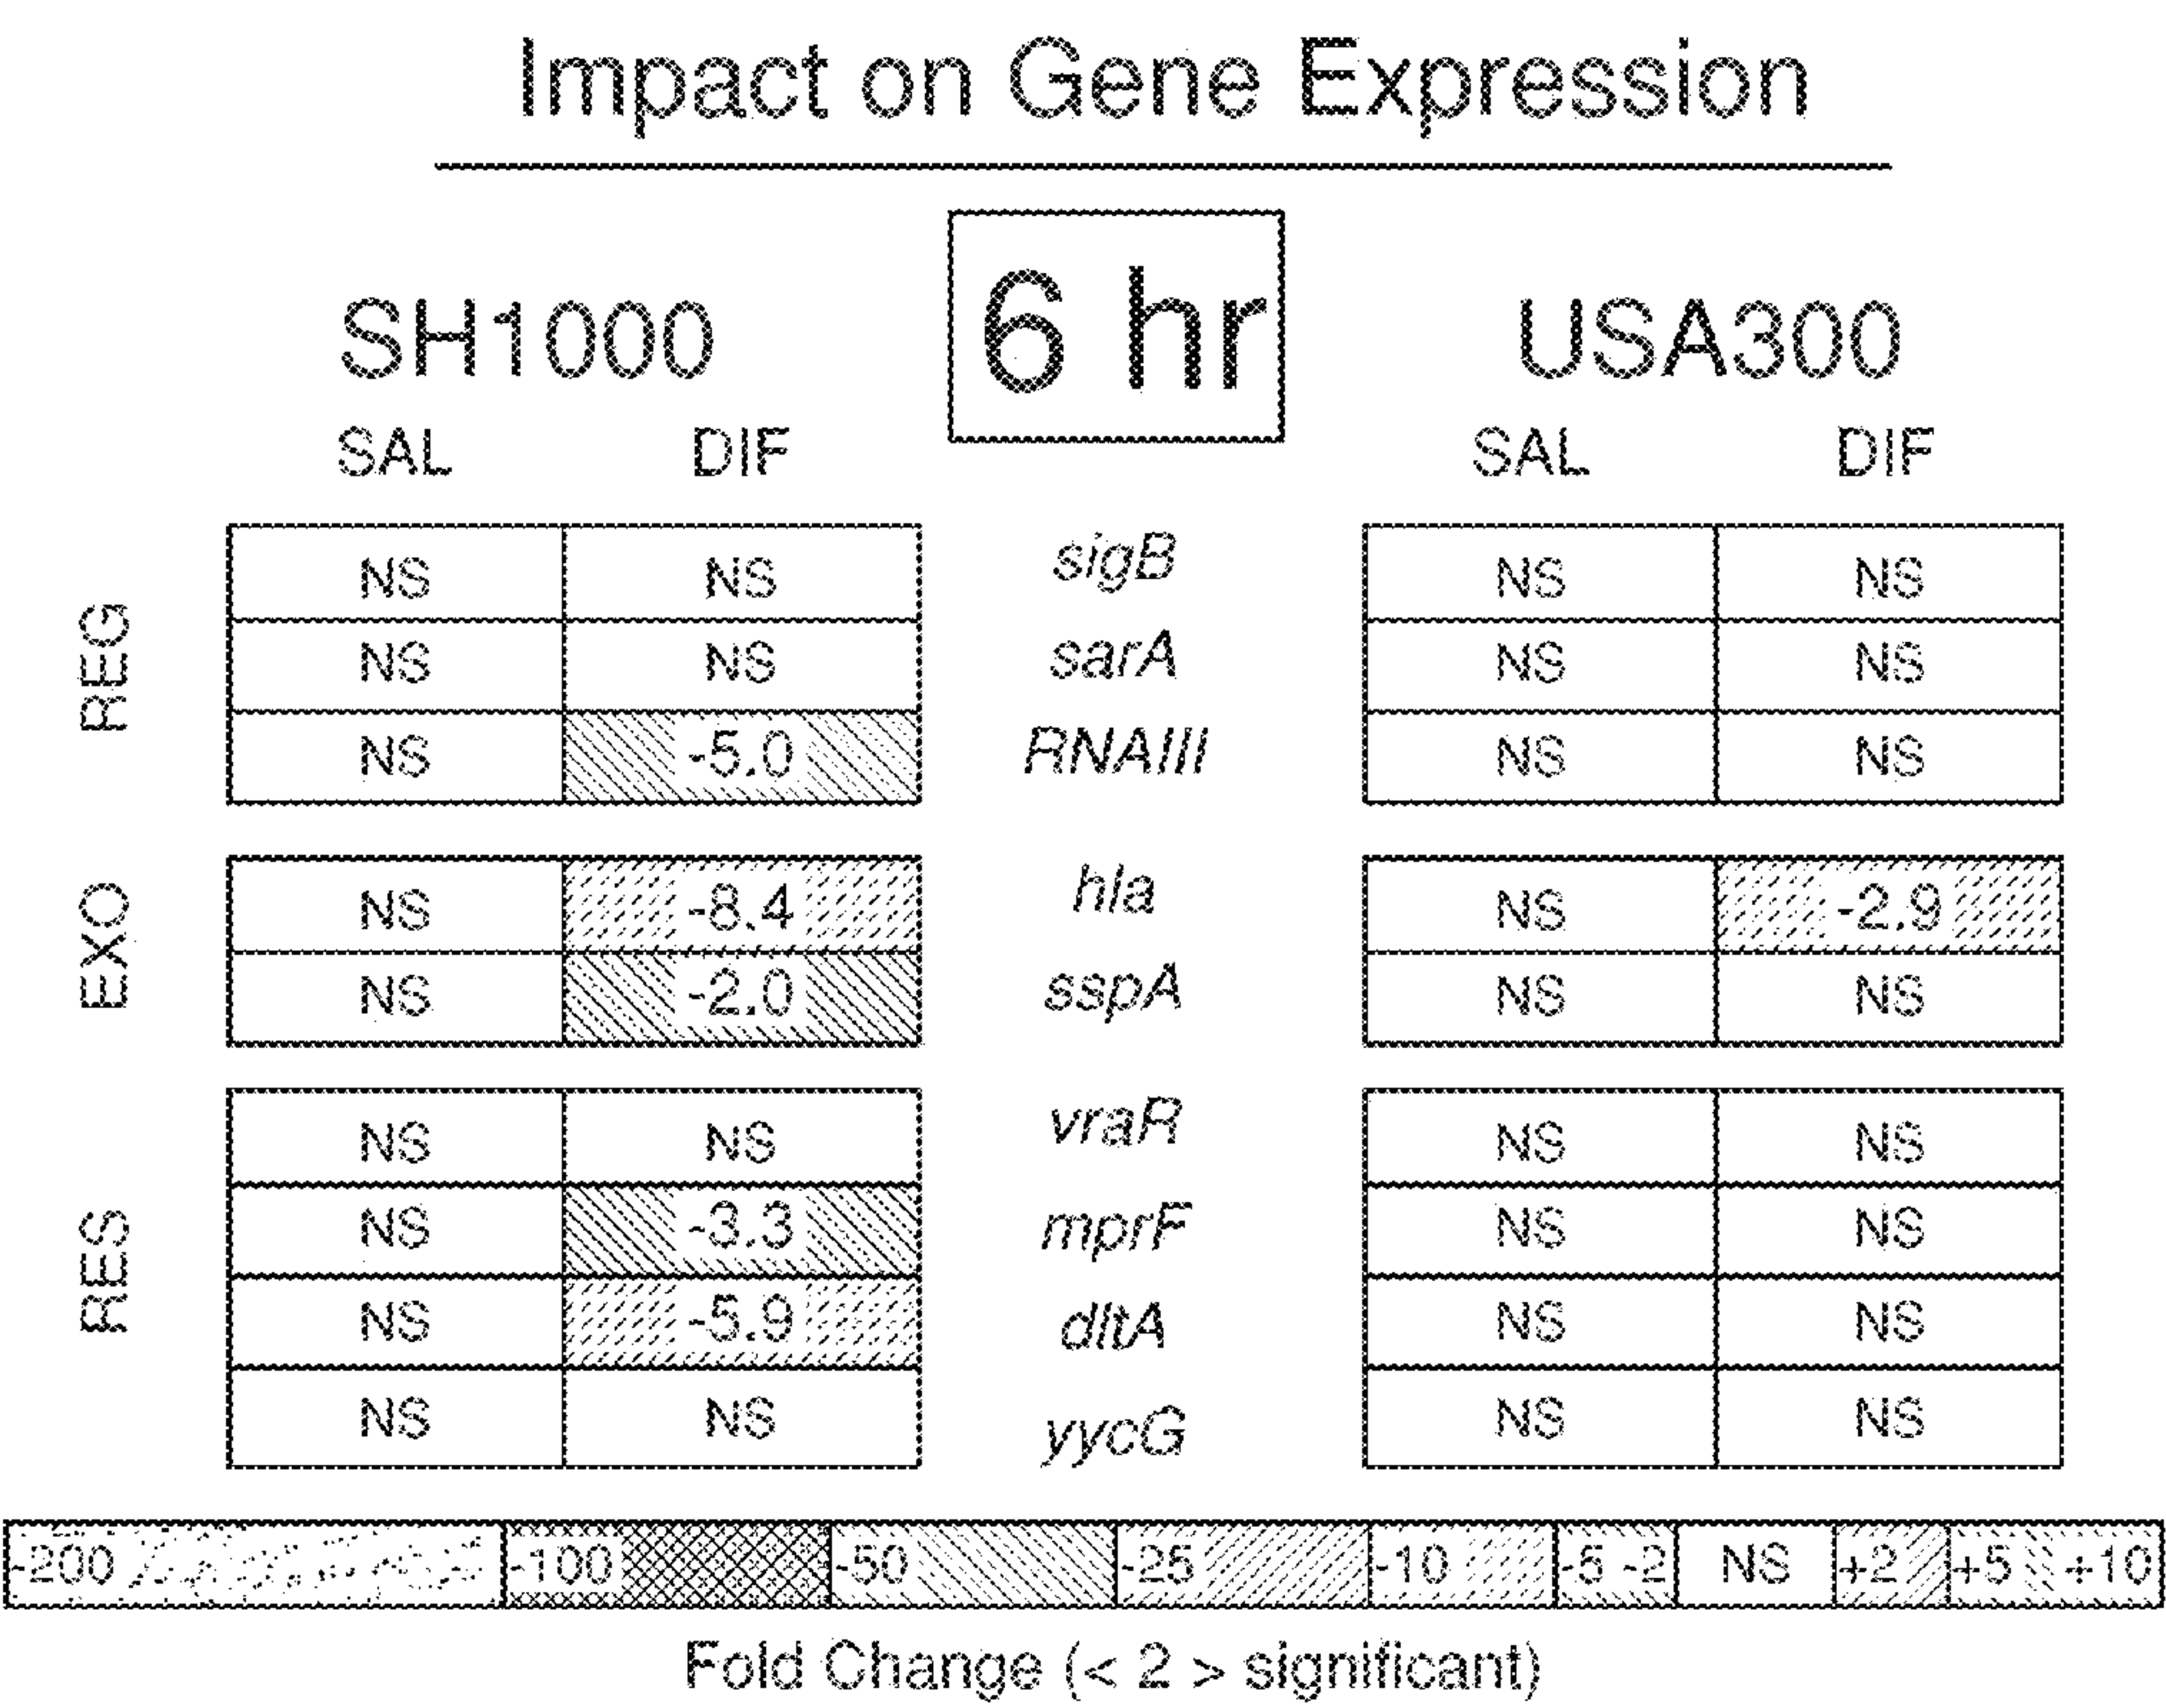 Impact on Gene Expression
6 hr
SH1000 USA300
SAL DIF SAL DIF
REG
NS NS sigB NS NS
NS NS sarA NS NS
NS -5.0 RNAIII NS NS
EXO
NS -8.4 hla NS -2.9
NS -2.0 sspA NS NS
RES
NS NS vraR NS NS
NS -3.3 mprF NS NS
NS -5.9 dltA NS NS
NS NS yycG NS NS
-200 -100 -50 -25 -10 -5 -2 NS +2 +5 +10
Fold Change (< 2 > significant)